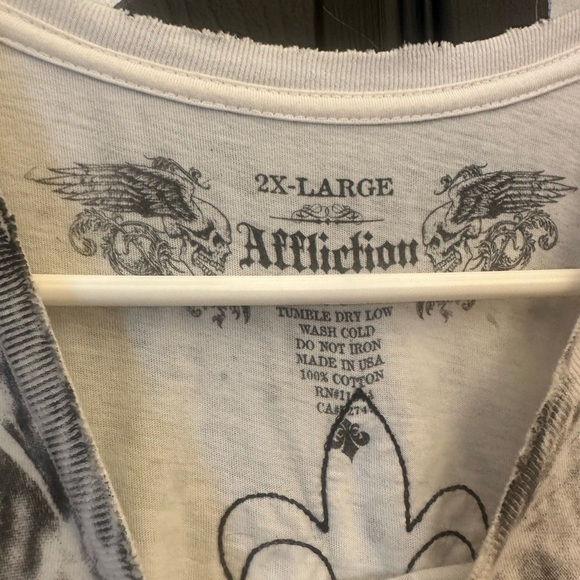 2X-LARGE
Affliction
TUMBLE DRY LOW
WASH COLD
DO NOT IRON
MADE IN USA
100% COTTON